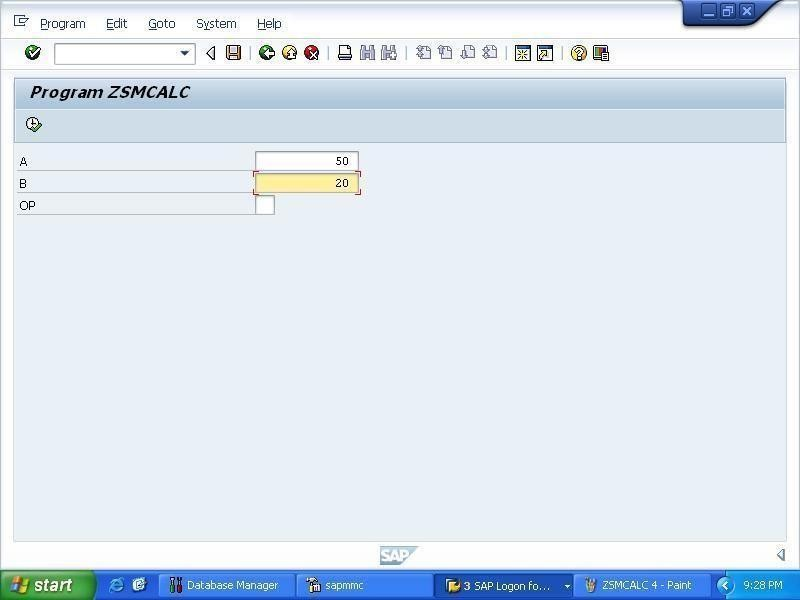 Program Edit Goto System Help
Program ZSMCALC
A 50
B 20
OP
SAP
start Database Manager sapmmc 3 SAP Logon fo... ZSMCALC 4 - Paint 9:28 PM